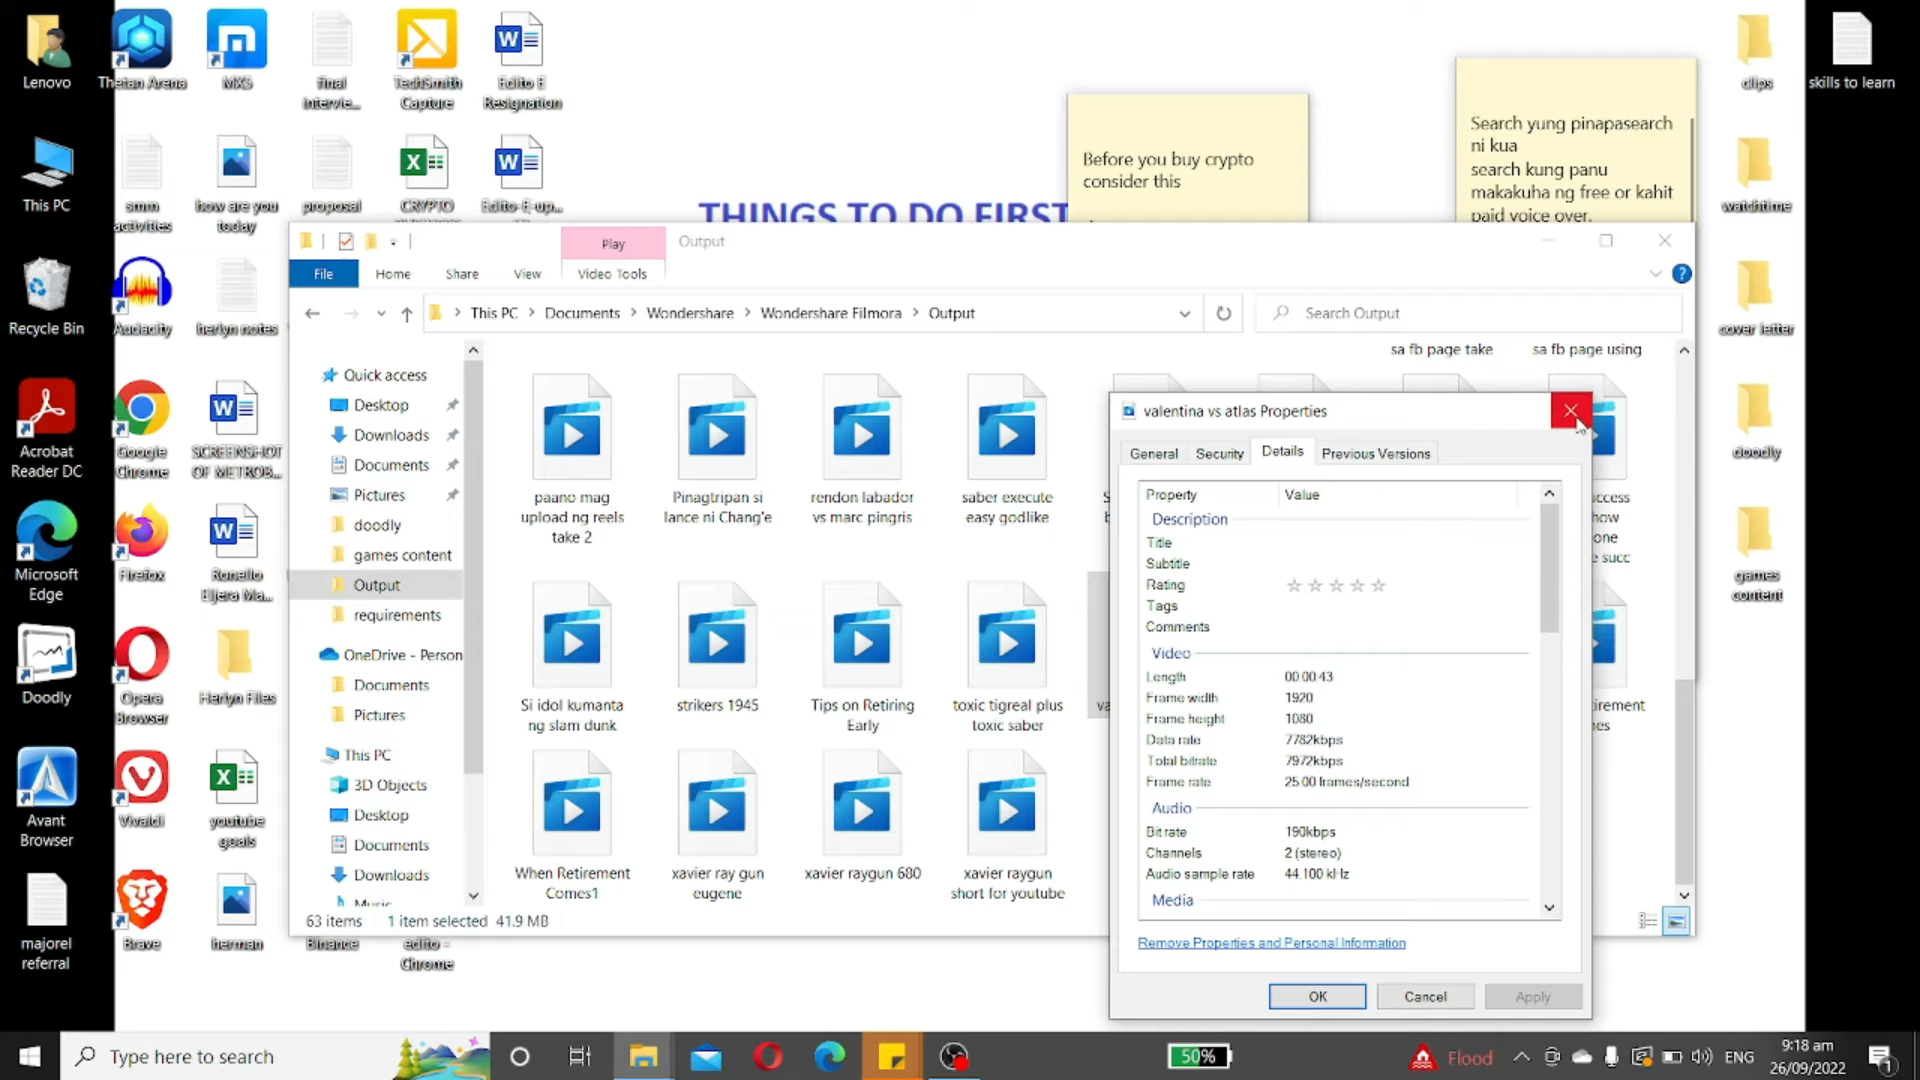 Lenovo
Thetan Arena
MX5
final
intervie...
TechSmith
Capture
Edlito E
Resignation
clips
skills to learn
This PC
smm
activities
how are you
today
proposal
CRYPTO
Edlito-E-up...
watchtime
Before you buy crypto
consider this
Search yung pinapasearch
ni kua
search kung panu
makakuha ng free or kahit
paid voice over.
THINGS TO DO FIRST
Recycle Bin
Audacity
herlyn notes
cover letter
Acrobat
Reader DC
Google
Chrome
SCREENSHOT
OF METROB...
doodly
Microsoft
Edge
Firefox
Ronello
Eljera Ma...
games
content
Doodly
Opera
Browser
Herlyn Files
Avant
Browser
Vivaldi
youtube
goals
majorel
referral
Brave
herman
Binance
edlito -
Chrome
Play
Output
File
Home
Share
View
Video Tools
This PC
Documents
Wondershare
Wondershare Filmora
Output
Search Output
Quick access
Desktop
Downloads
Documents
Pictures
doodly
games content
Output
requirements
OneDrive - Person
Documents
Pictures
This PC
3D Objects
Desktop
Documents
Downloads
Music
sa fb page take
sa fb page using
paano mag
upload ng reels
take 2
Pinagtripan si
lance ni Chang'e
rendon labador
vs marc pingris
saber execute
easy godlike
Si idol kumanta
ng slam dunk
strikers 1945
Tips on Retiring
Early
toxic tigreal plus
toxic saber
When Retirement
Comes1
xavier ray gun
eugene
xavier raygun 680
xavier raygun
short for youtube
63 items
1 item selected
41.9 MB
valentina vs atlas Properties
General
Security
Details
Previous Versions
Property
Value
Description
Title
Subtitle
Rating
Tags
Comments
Video
Length
00:00:43
Frame width
1920
Frame height
1080
Data rate
7782kbps
Total bitrate
7972kbps
Frame rate
25.00 frames/second
Audio
Bit rate
190kbps
Channels
2 (stereo)
Audio sample rate
44.100 kHz
Media
Remove Properties and Personal Information
OK
Cancel
Apply
Type here to search
50%
Flood
ENG
9:18 am
26/09/2022
1